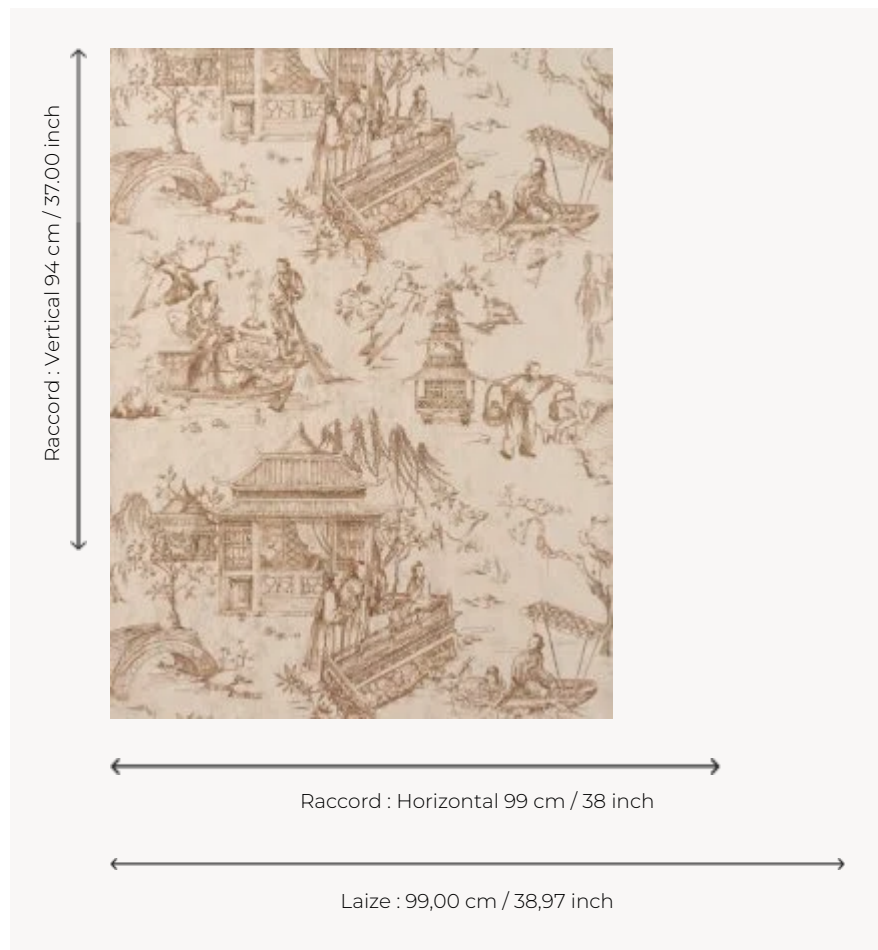 Raccord : Vertical 94 cm / 37.00 inch
Raccord : Horizontal 99 cm / 38 inch
Laize : 99,00 cm / 38,97 inch